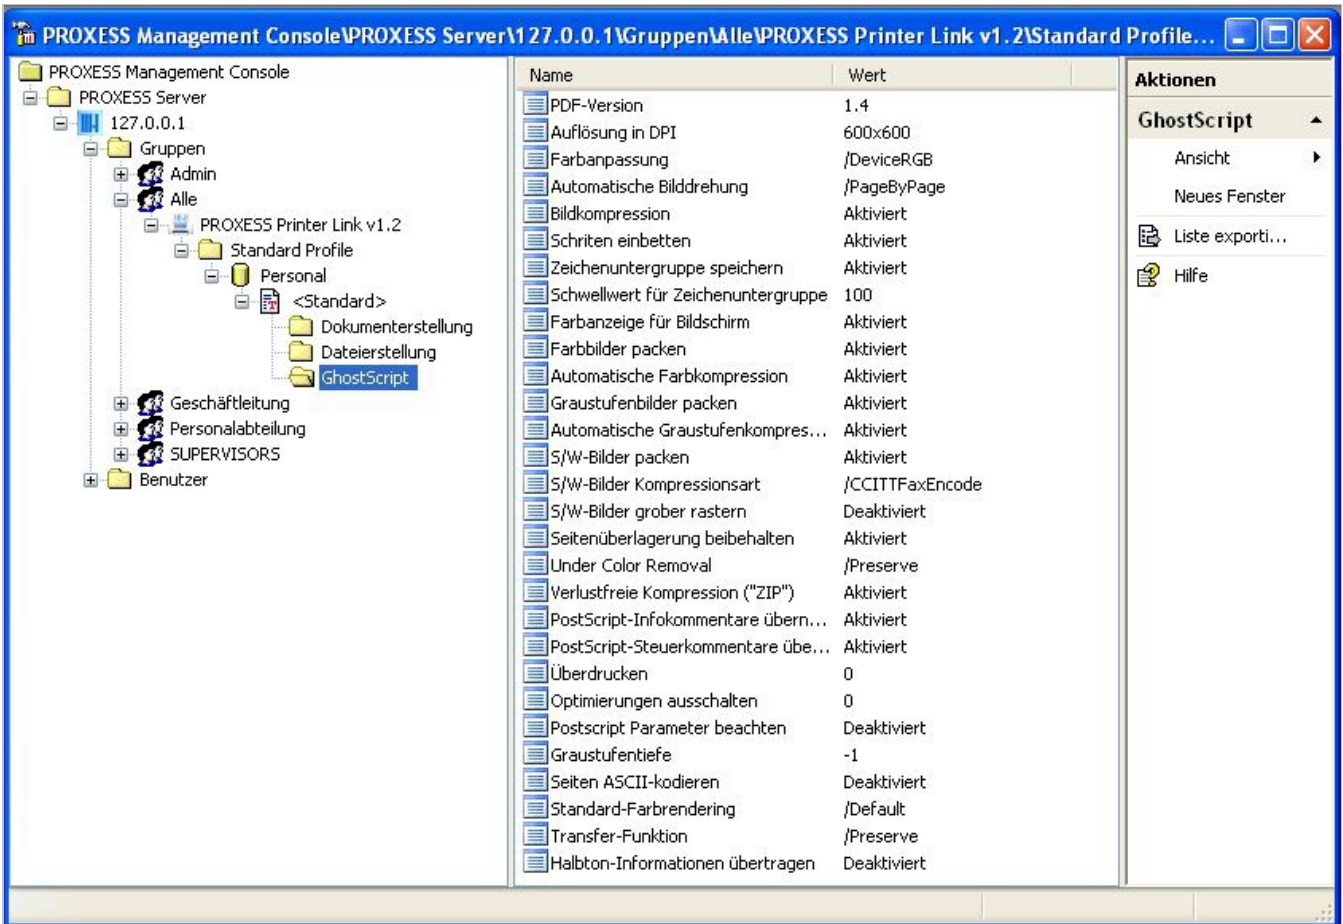 PROXESS Management Console\PROXESS Server\127.0.0.1\Gruppen\Alle\PROXESS Printer Link v1.2\Standard Profile...
PROXESS Management Console
PROXESS Server
127.0.0.1
Gruppen
Admin
Alle
PROXESS Printer Link v1.2
Standard Profile
Personal
<Standard>
Dokumenterstellung
Dateierstellung
GhostScript
Geschäftleitung
Personalabteilung
SUPERVISORS
Benutzer
Name Wert
PDF-Version 1.4
Auflösung in DPI 600x600
Farbanpassung /DeviceRGB
Automatische Bilddrehung /PageByPage
Bildkompression Aktiviert
Schriten einbetten Aktiviert
Zeichenuntergruppe speichern Aktiviert
Schwellwert für Zeichenuntergruppe 100
Farbanzeige für Bildschirm Aktiviert
Farbbilder packen Aktiviert
Automatische Farbkompression Aktiviert
Graustufenbilder packen Aktiviert
Automatische Graustufenkompres... Aktiviert
S/W-Bilder packen Aktiviert
S/W-Bilder Kompressionsart /CCITTFaxEncode
S/W-Bilder grober rastern Deaktiviert
Seitenüberlagerung beibehalten Aktiviert
Under Color Removal /Preserve
Verlustfreie Kompression ("ZIP") Aktiviert
PostScript-Infokommentare übern... Aktiviert
PostScript-Steuerkommentare übe... Aktiviert
Überdrucken 0
Optimierungen ausschalten 0
Postscript Parameter beachten Deaktiviert
Graustufentiefe -1
Seiten ASCII-kodieren Deaktiviert
Standard-Farbrendering /Default
Transfer-Funktion /Preserve
Halbton-Informationen übertragen Deaktiviert
Aktionen
GhostScript
Ansicht
Neues Fenster
Liste exporti...
Hilfe